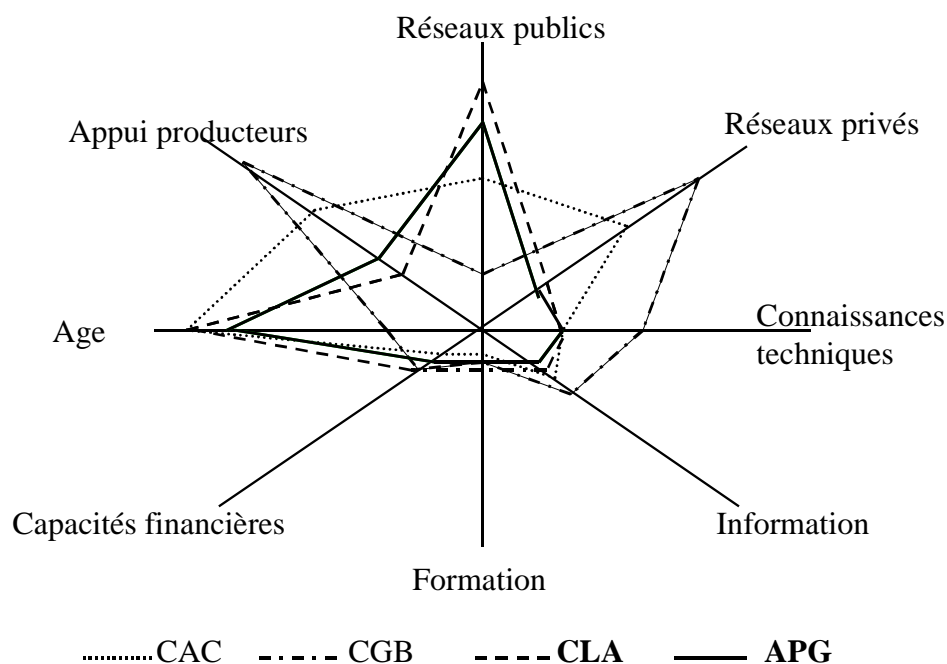 Réseaux publics
Appui producteurs
Réseaux privés
Age
Connaissances
techniques
Capacités financières
Information
Formation
CAC CGB CLA APG